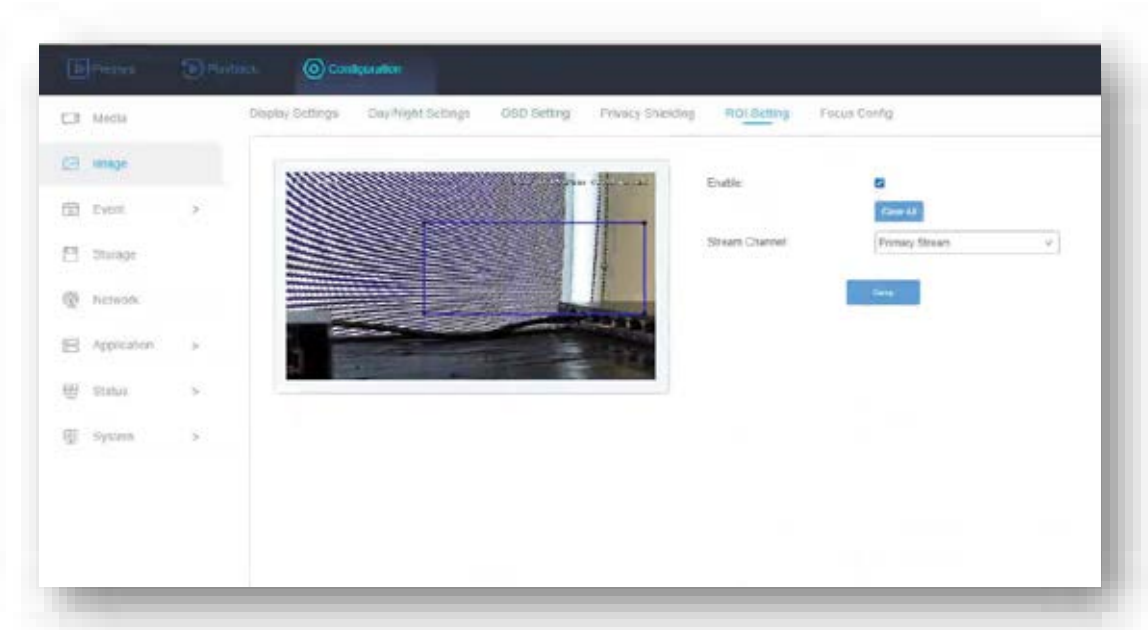 Preview Playback Configuration
Media
Image
Event >
Storage
Network
Application >
Status >
System >
Display Settings Day/Night Settings OSD Setting Privacy Shielding ROI Setting Focus Config
Enable
Clear All
Stream Channel Primary Stream
Save